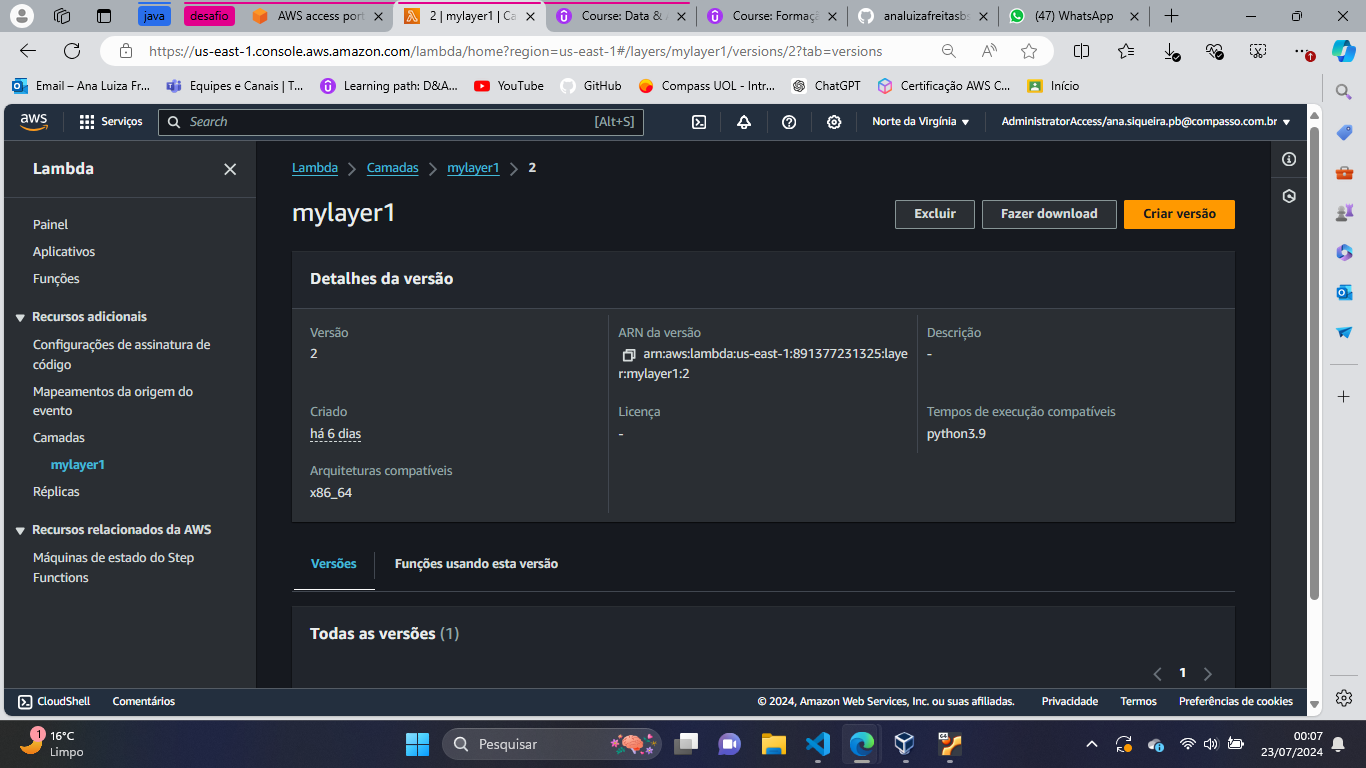 java
desafio
AWS access port
2 | mylayer1 | Ca
Course: Data & A
Course: Formaçã
analuizafreitasbs
(47) WhatsApp
https://us-east-1.console.aws.amazon.com/lambda/home?region=us-east-1#/layers/mylayer1/versions/2?tab=versions
Email – Ana Luiza Fr...
Equipes e Canais | T...
Learning path: D&A...
YouTube
GitHub
Compass UOL - Intr...
ChatGPT
Certificação AWS C...
Início
aws
Serviços
Search
[Alt+S]
Norte da Virgínia
AdministratorAccess/ana.siqueira.pb@compasso.com.br
Lambda
Painel
Aplicativos
Funções
Recursos adicionais
Configurações de assinatura de
código
Mapeamentos da origem do
evento
Camadas
mylayer1
Réplicas
Recursos relacionados da AWS
Máquinas de estado do Step
Functions
Lambda
Camadas
mylayer1
2
mylayer1
Excluir
Fazer download
Criar versão
Detalhes da versão
Versão
2
ARN da versão
arn:aws:lambda:us-east-1:891377231325:laye
r:mylayer1:2
Descrição
-
Criado
há 6 dias
Licença
-
Tempos de execução compatíveis
python3.9
Arquiteturas compatíveis
x86_64
Versões
Funções usando esta versão
Todas as versões (1)
1
CloudShell
Comentários
© 2024, Amazon Web Services, Inc. ou suas afiliadas.
Privacidade
Termos
Preferências de cookies
1
16°C
Limpo
Pesquisar
00:07
23/07/2024